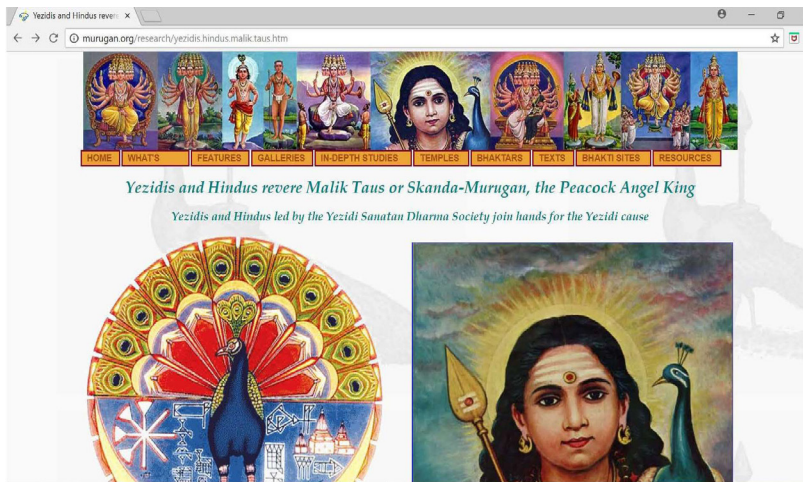 Yezidis and Hindus revere
murugan.org/research/yezidis.hindus.malik.taus.htm
HOME WHAT'S FEATURES GALLERIES IN-DEPTH STUDIES TEMPLES BHAKTARS TEXTS BHAKTI SITES RESOURCES
Yezidis and Hindus revere Malik Taus or Skanda-Murugan, the Peacock Angel King
Yezidis and Hindus led by the Yezidi Sanatan Dharma Society join hands for the Yezidi cause